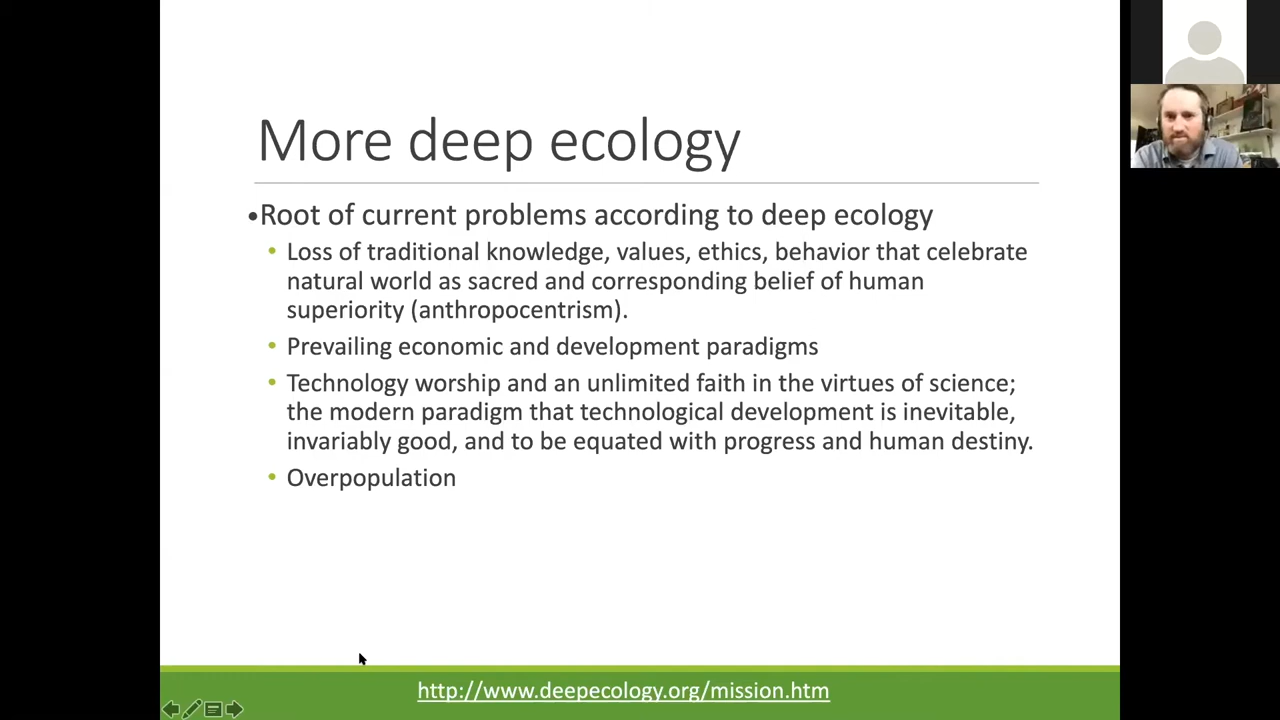 More deep ecology
•Root of current problems according to deep ecology
• Loss of traditional knowledge, values, ethics, behavior that celebrate
natural world as sacred and corresponding belief of human
superiority (anthropocentrism).
• Prevailing economic and development paradigms
• Technology worship and an unlimited faith in the virtues of science;
the modern paradigm that technological development is inevitable,
invariably good, and to be equated with progress and human destiny.
• Overpopulation
http://www.deepecology.org/mission.htm